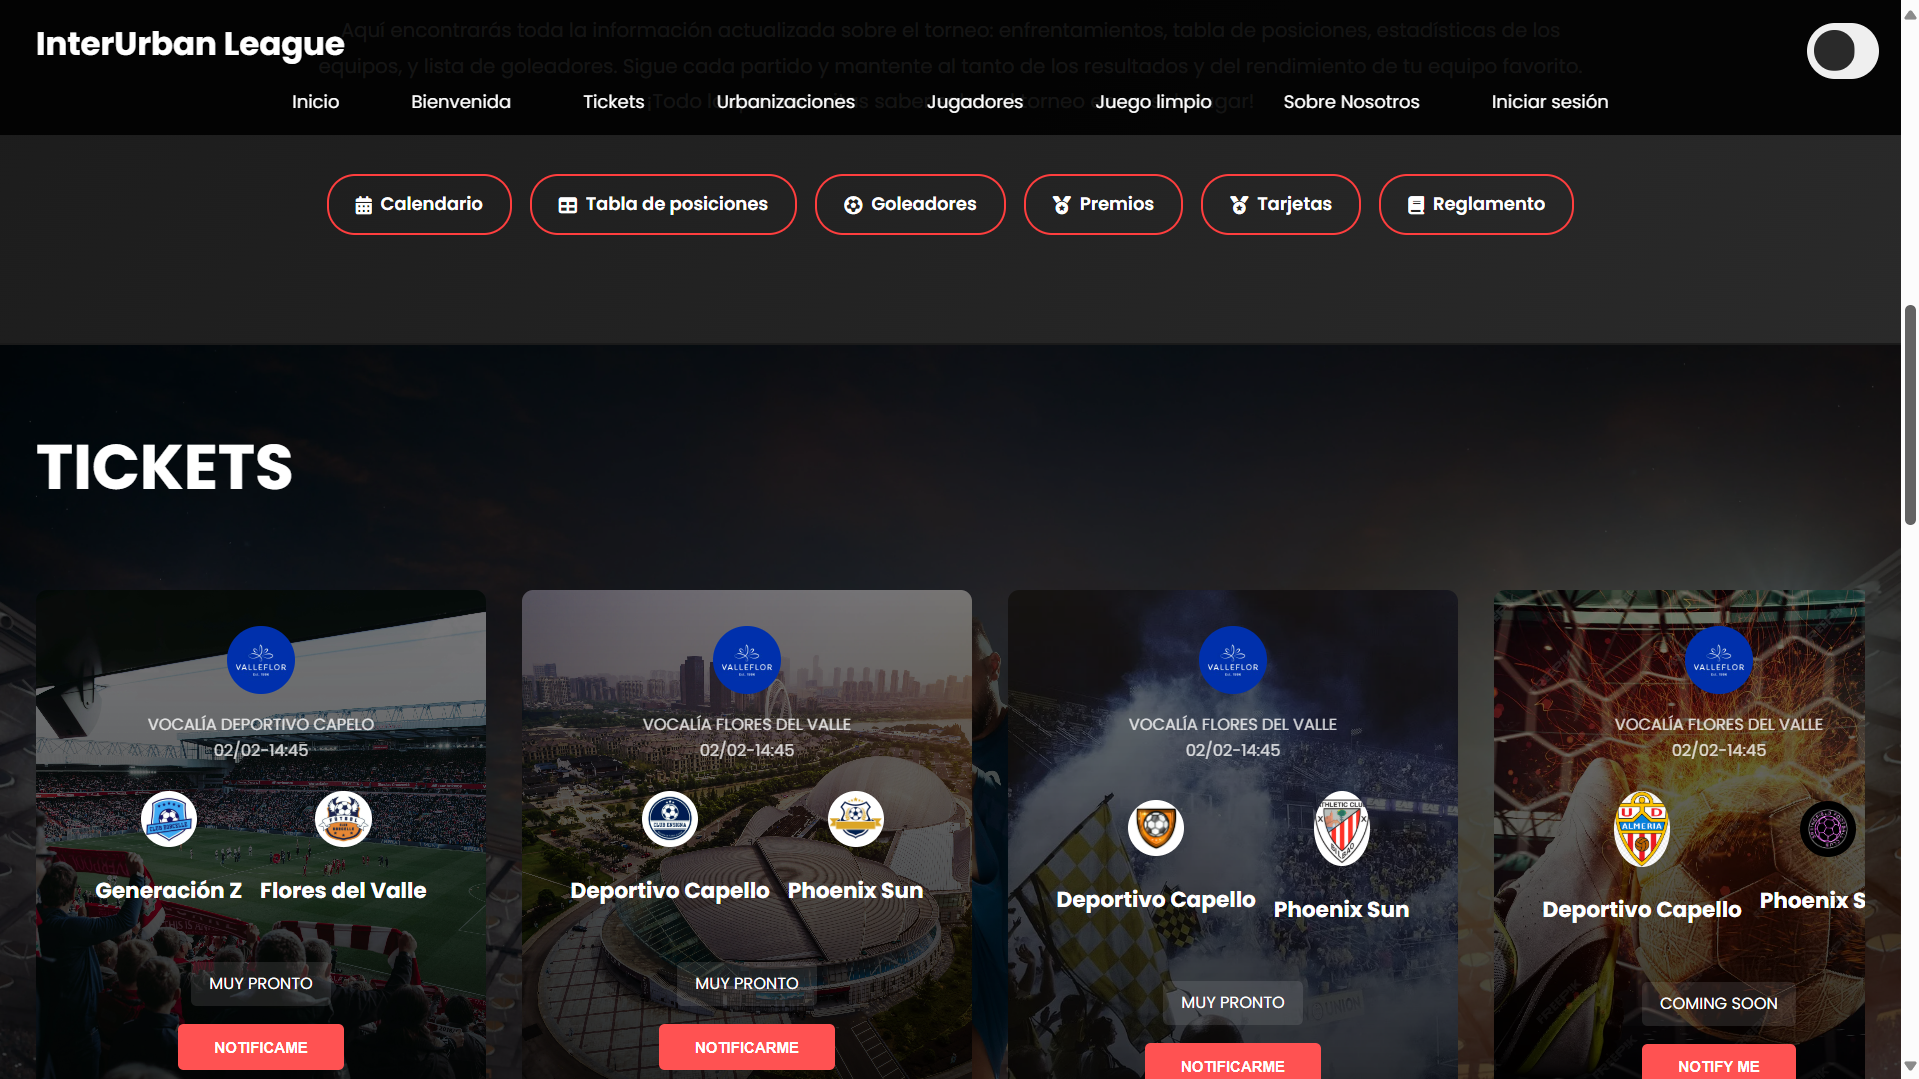 Aquí encontrarás toda la información actualizada sobre el torneo: enfrentamientos, tabla de posiciones, estadísticas de los
InterUrban League
equipos, y lista de goleadores. Sigue cada partido y mantente al tanto de los resultados y del rendimiento de tu equipo favorito.
Inicio
Bienvenida
Tickets
Urbanizaciones
Jugadores
Juego limpio
Sobre Nosotros
Iniciar sesión
Calendario
Tabla de posiciones
Goleadores
Premios
Tarjetas
Reglamento
TICKETS
VALLEFLOR
VOCALÍA DEPORTIVO CAPELO
02/02-14:45
Generación Z Flores del Valle
MUY PRONTO
NOTIFICAME
VALLEFLOR
VOCALÍA FLORES DEL VALLE
02/02-14:45
CLUB ENSIGNA
Deportivo Capello Phoenix Sun
MUY PRONTO
NOTIFICARME
VALLEFLOR
VOCALÍA FLORES DEL VALLE
02/02-14:45
ATHLETIC CLUB
BILBAO
Deportivo Capello Phoenix Sun
MUY PRONTO
NOTIFICARME
VALLEFLOR
VOCALÍA FLORES DEL VALLE
02/02-14:45
U D
ALMERIA
Deportivo Capello Phoenix S
COMING SOON
NOTIFY ME